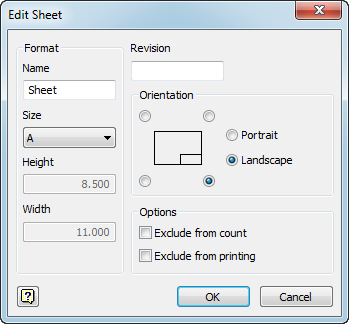 Edit Sheet
Format
Name
Sheet
Size
A
Height
8.500
Width
11.000
Revision
Orientation
Portrait
Landscape
Options
Exclude from count
Exclude from printing
?
OK
Cancel